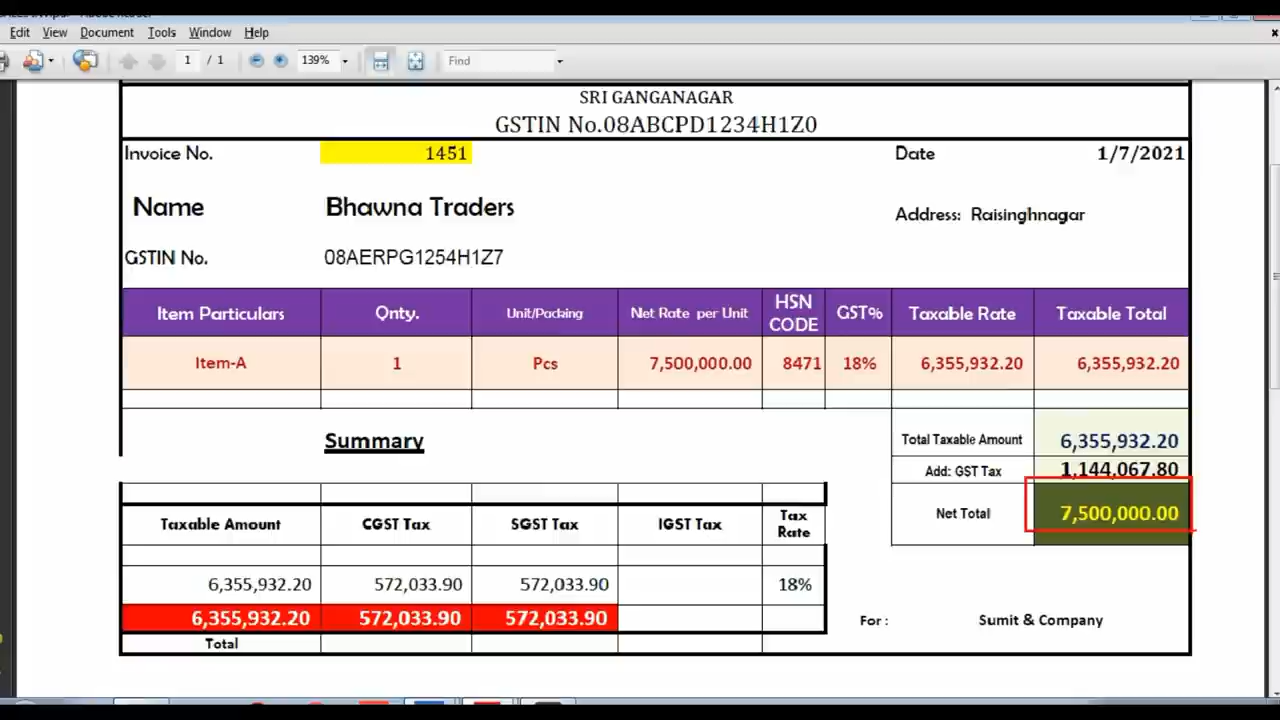 Edit View Document Tools Window Help
1 / 1 139% Find
SRI GANGANAGAR
GSTIN No.08ABCPD1234H1Z0
Invoice No. 1451 Date 1/7/2021
Name Bhawna Traders Address: Raisinghnagar
GSTIN No. 08AERPG1254H1Z7
Item Particulars Qnty. Unit/Packing Net Rate per Unit HSN CODE GST% Taxable Rate Taxable Total
Item-A 1 Pcs 7,500,000.00 8471 18% 6,355,932.20 6,355,932.20
Summary Total Taxable Amount 6,355,932.20
Add: GST Tax 1,144,067.80
Net Total 7,500,000.00
Taxable Amount CGST Tax SGST Tax IGST Tax Tax Rate
6,355,932.20 572,033.90 572,033.90 18%
6,355,932.20 572,033.90 572,033.90 For : Sumit & Company
Total